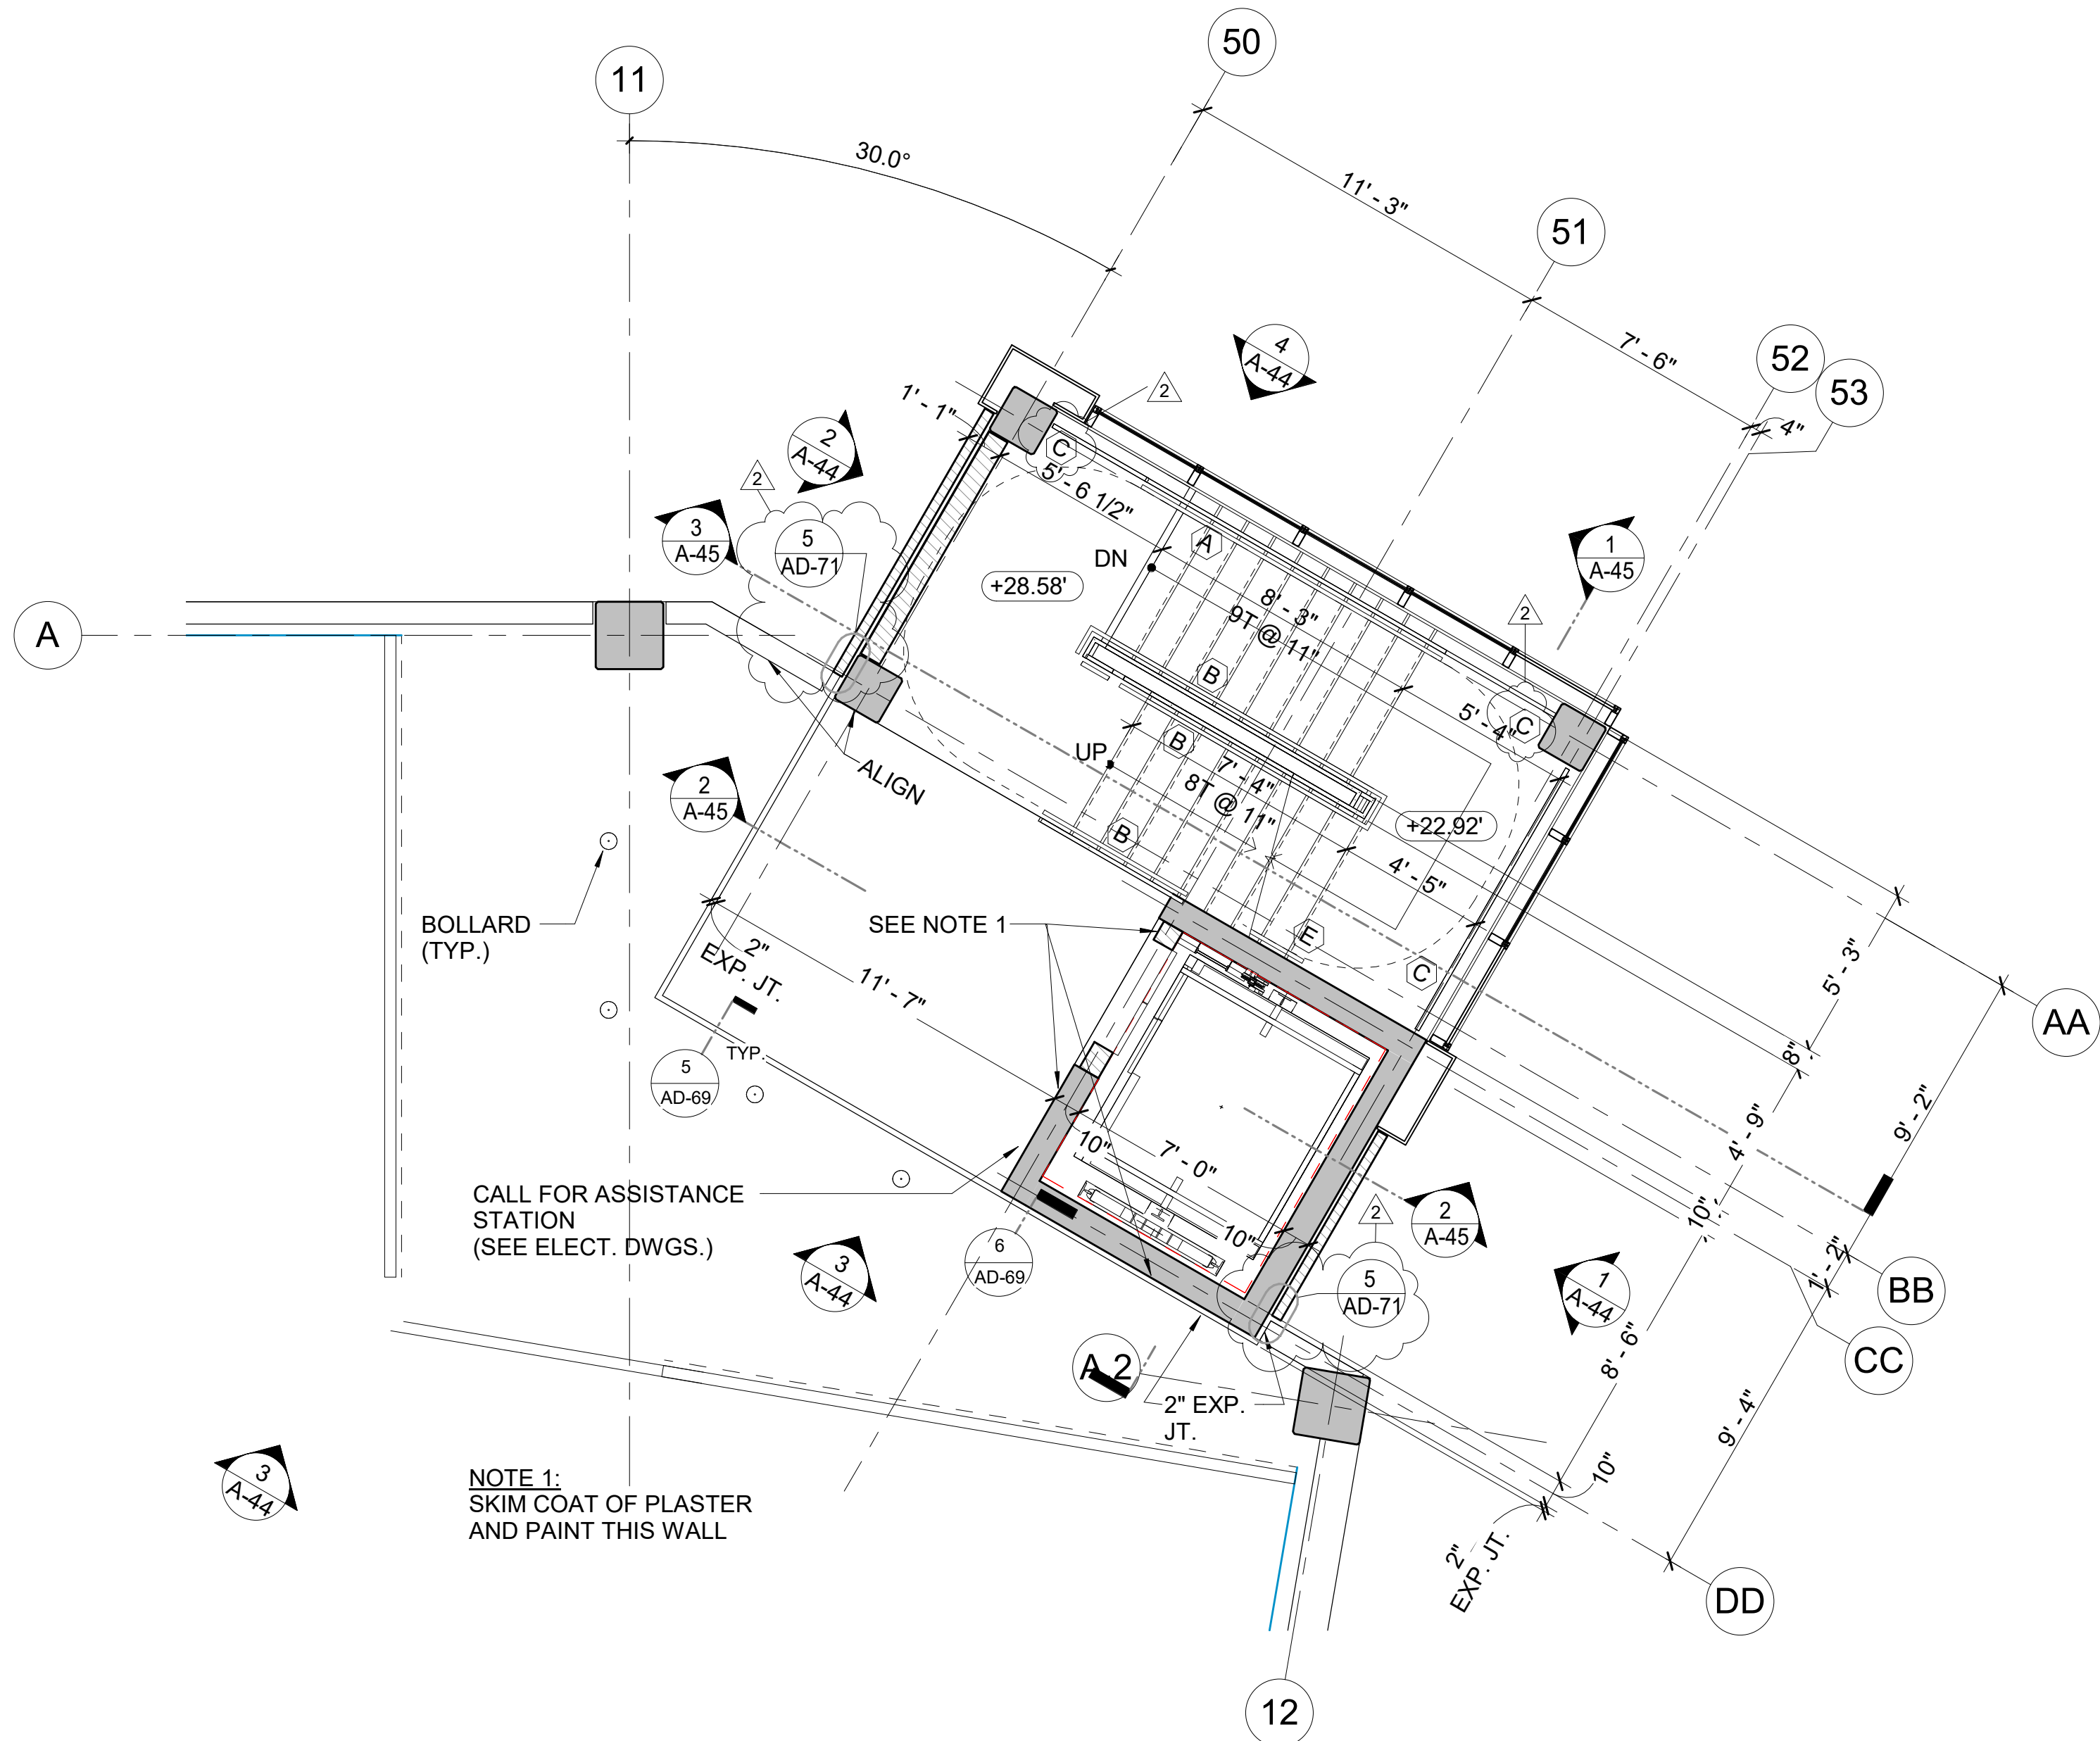 50
11
30.0°
11' - 3"
51
7' - 6"
52
53
4"
4
A-44
2
1' - 1"
2
A-44
C
2
5' - 6 1/2"
3
A-45
5
AD-71
A
DN
+28.58'
1
A-45
8' - 3"
9T @ 11"
2
A
B
5' - 4"
C
B
UP
7' - 4"
8T @ 11"
ALIGN
2
A-45
B
+22.92'
4' - 5"
BOLLARD
(TYP.)
SEE NOTE 1
E
C
2"
EXP. JT.
11' - 7"
5' - 3"
AA
TYP.
5
AD-69
8"
10"
7' - 0"
4' - 9"
9' - 2"
CALL FOR ASSISTANCE
STATION
(SEE ELECT. DWGS.)
10"
2
2
A-45
10"
1' - 2"
6
AD-69
3
A-44
5
AD-71
1
A-44
BB
8' - 6"
CC
A.2
2" EXP.
JT.
9' - 4"
3
A-44
10"
NOTE 1:
SKIM COAT OF PLASTER
AND PAINT THIS WALL
2"
EXP. JT.
DD
12